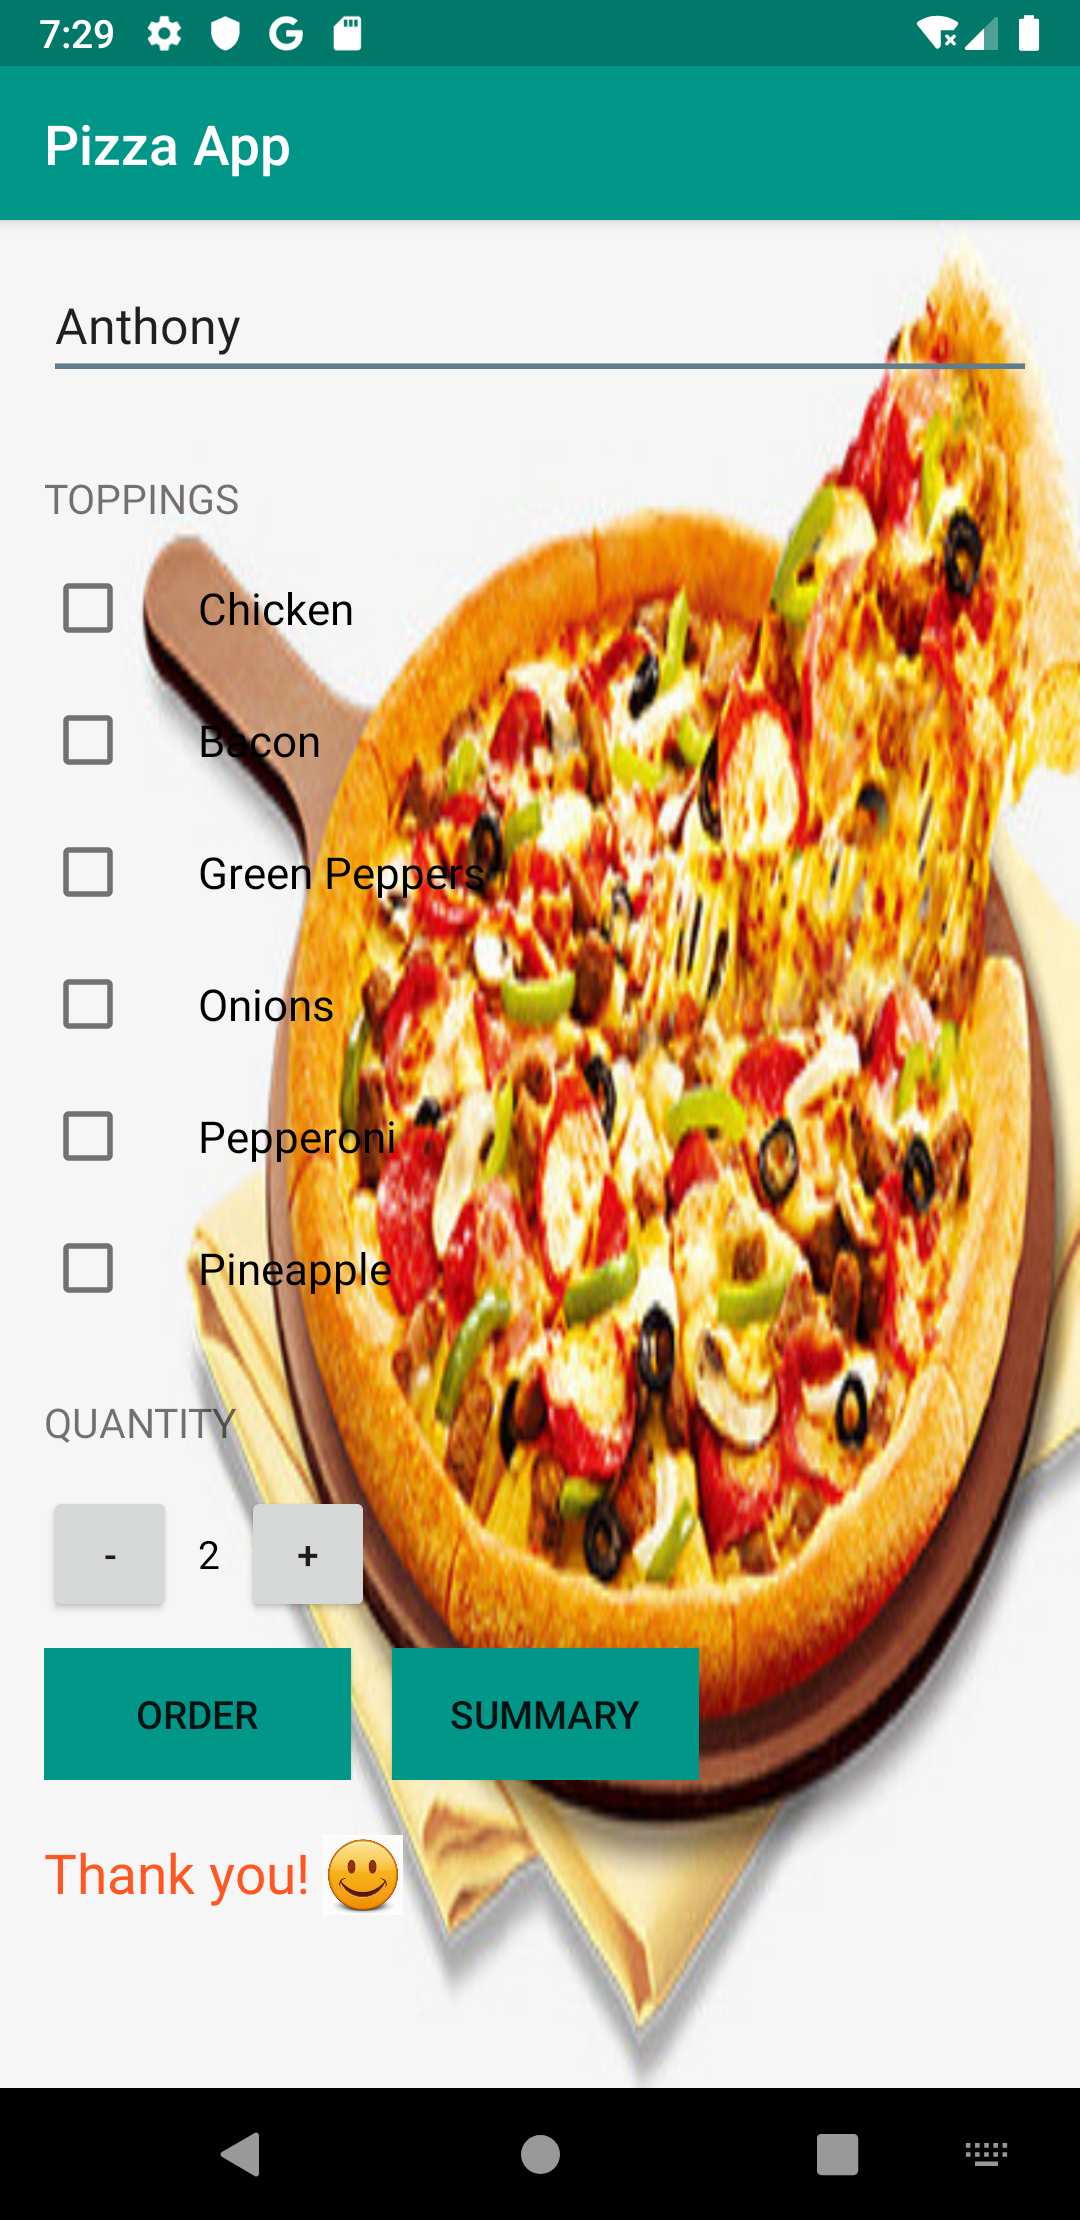 7:29
Pizza App
Anthony
TOPPINGS
Chicken
Bacon
Green Peppers
Onions
Pepperoni
Pineapple
QUANTITY
- 2 +
ORDER SUMMARY
Thank you!